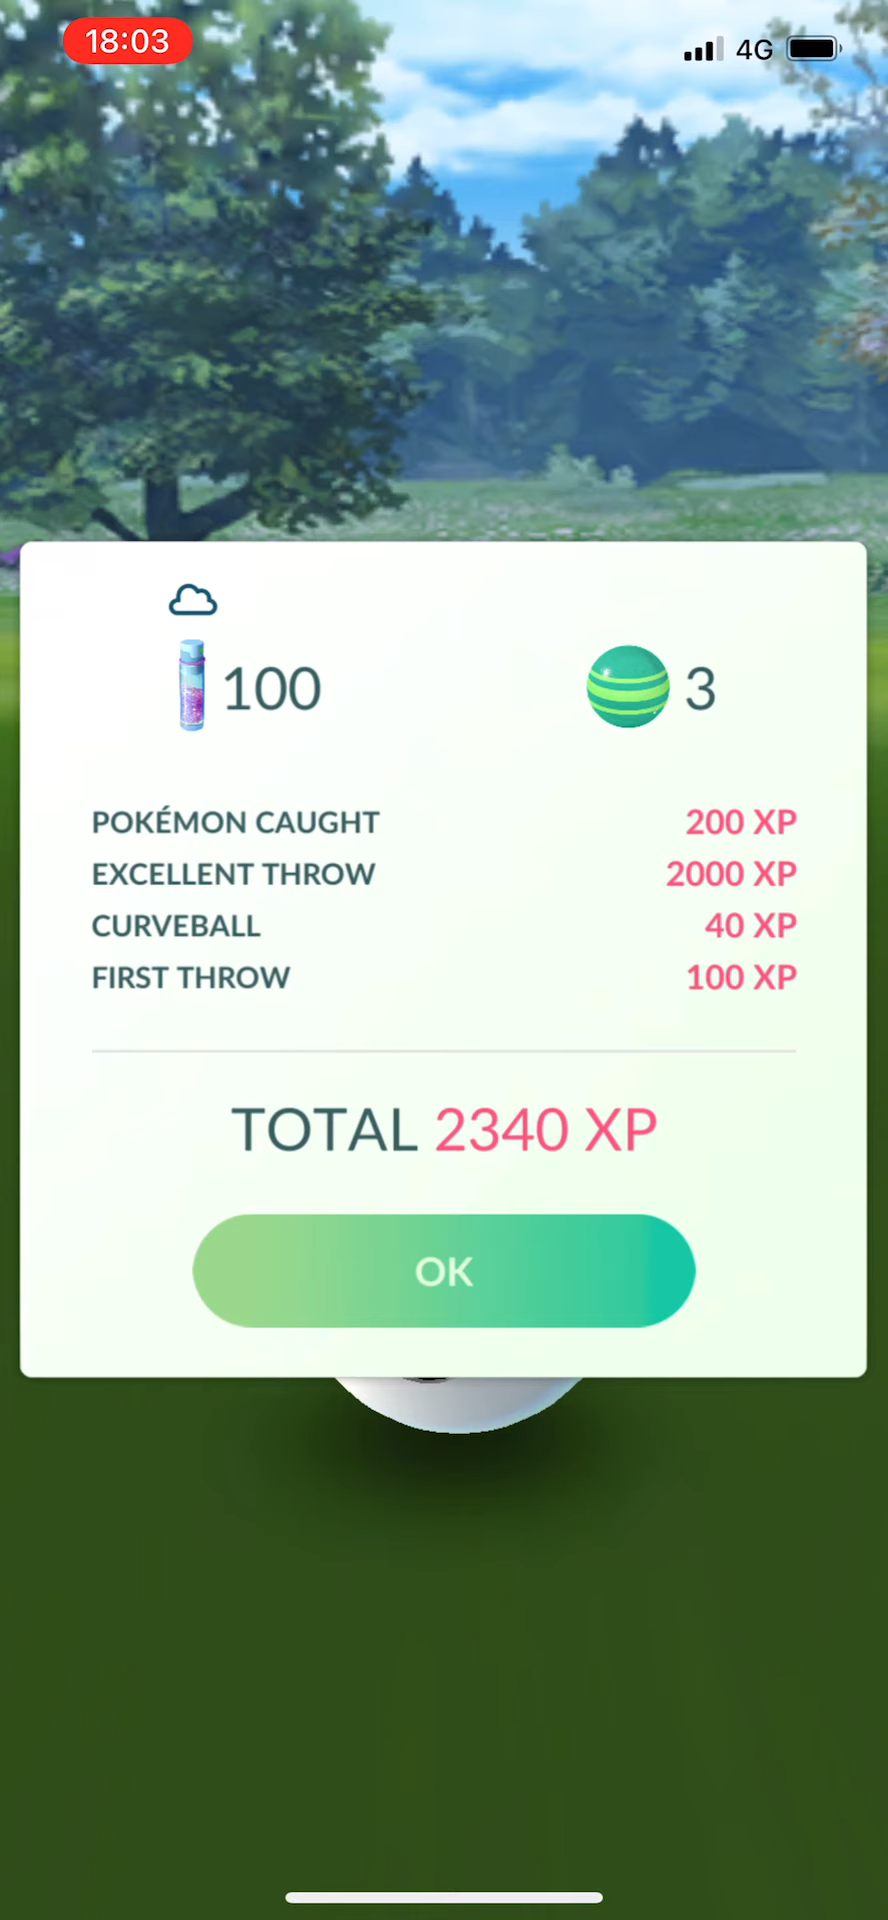 18:03
4G
100
3
POKÉMON CAUGHT 200 XP
EXCELLENT THROW 2000 XP
CURVEBALL 40 XP
FIRST THROW 100 XP
TOTAL 2340 XP
OK